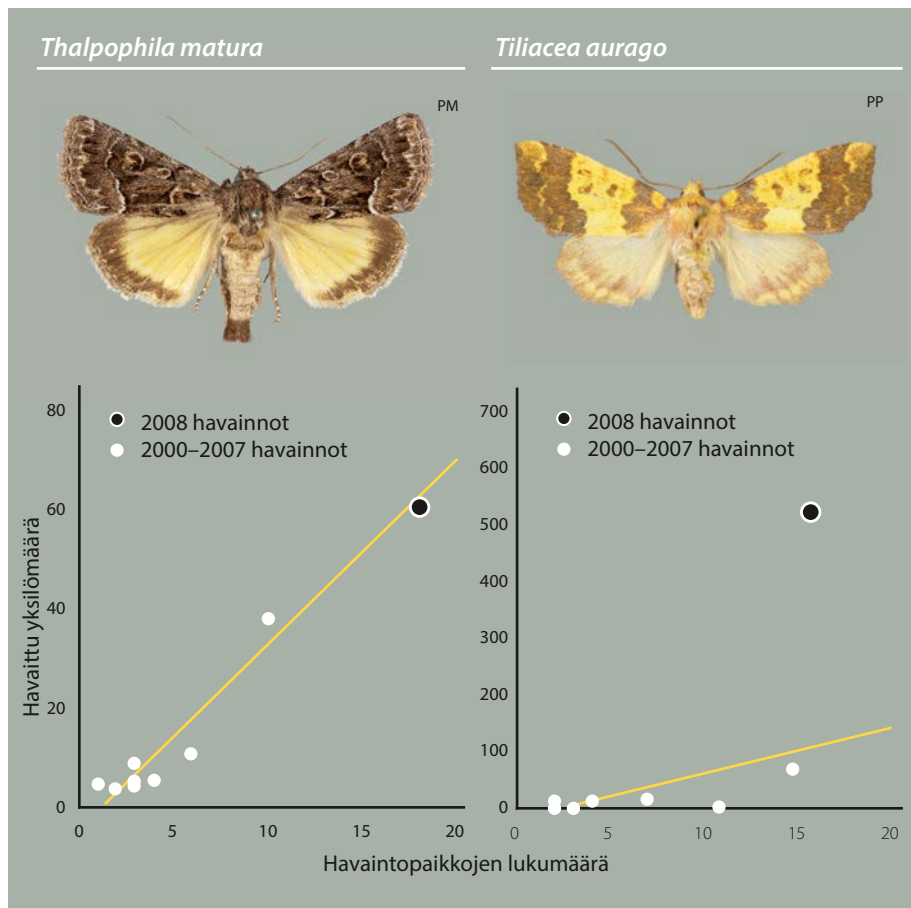 Thalpophila matura
Tiliacea aurago
PM
PP
80
60
40
20
0
2008 havainnot
2000–2007 havainnot
0 5 10 15 20
Havaittu yksilömäärä
700
600
500
400
300
200
100
0
2008 havainnot
2000–2007 havainnot
0 5 10 15 20
Havaintopaikkojen lukumäärä